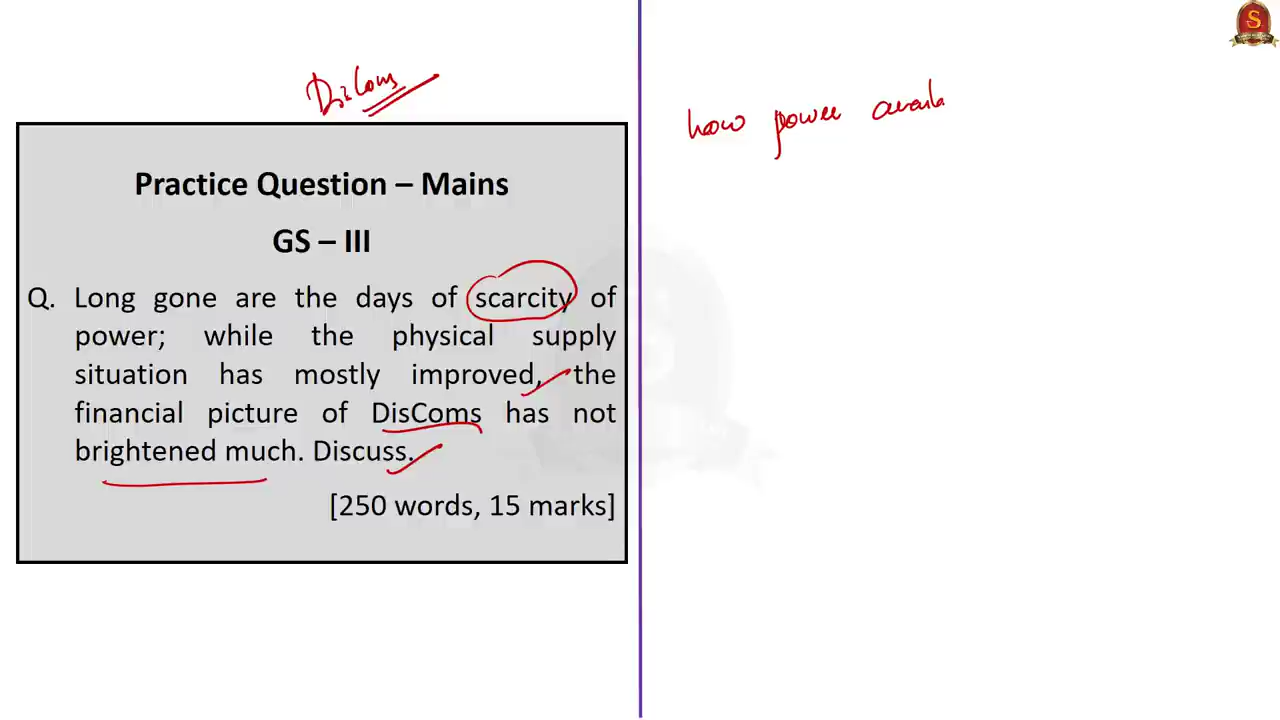 DisComs
Practice Question – Mains
GS – III
Q. Long gone are the days of scarcity of
power; while the physical supply
situation has mostly improved, the
financial picture of DisComs has not
brightened much. Discuss.
[250 words, 15 marks]
how power availa
S